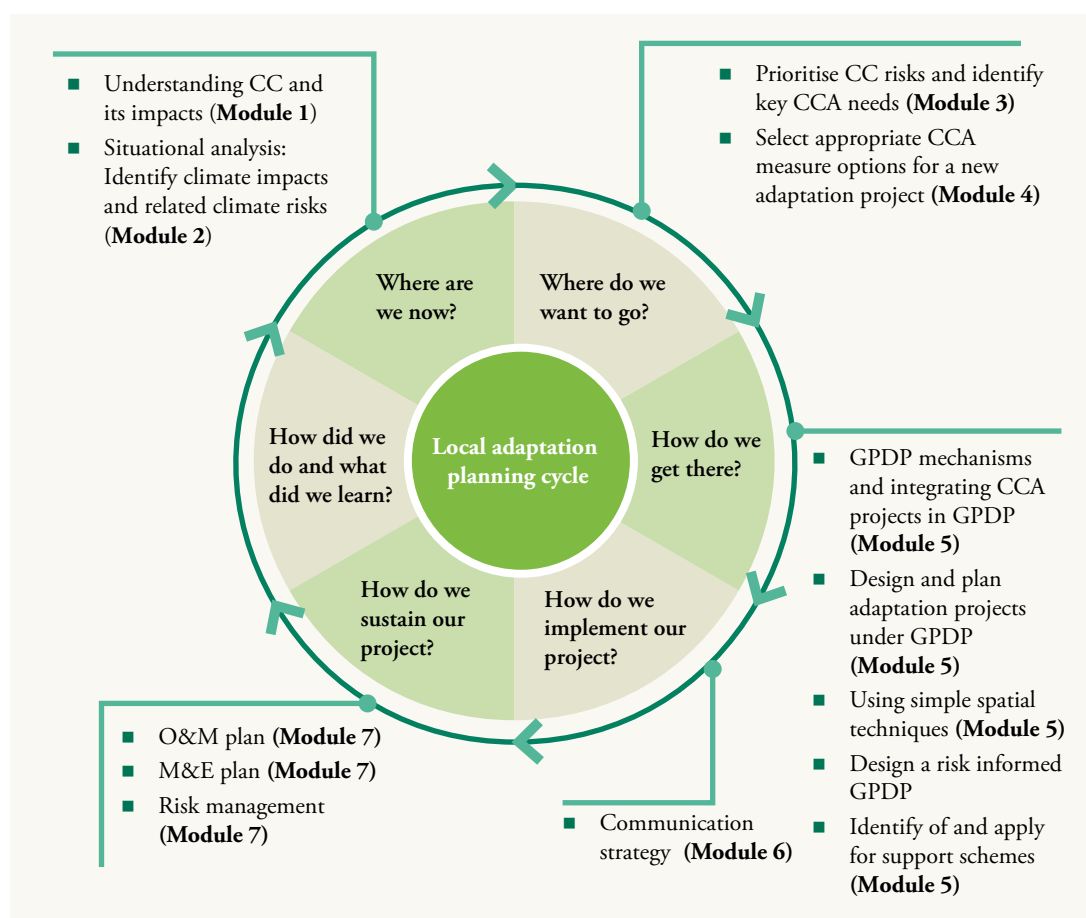 ■ Understanding CC and
its impacts (Module 1)
■ Situational analysis:
Identify climate impacts
and related climate risks
(Module 2)
■ Prioritise CC risks and identify
key CCA needs (Module 3)
■ Select appropriate CCA
measure options for a new
adaptation project (Module 4)
Where are
we now?
Where do we
want to go?
How do we
get there?
How do we
implement our
project?
How do we
sustain our
project?
How did we
do and what
did we learn?
Local adaptation
planning cycle
■ GPDP mechanisms
and integrating CCA
projects in GPDP
(Module 5)
■ Design and plan
adaptation projects
under GPDP
(Module 5)
■ Using simple spatial
techniques (Module 5)
■ Design a risk informed
GPDP
■ Identify of and apply
for support schemes
(Module 5)
■ Communication
strategy (Module 6)
■ O&M plan (Module 7)
■ M&E plan (Module 7)
■ Risk management
(Module 7)